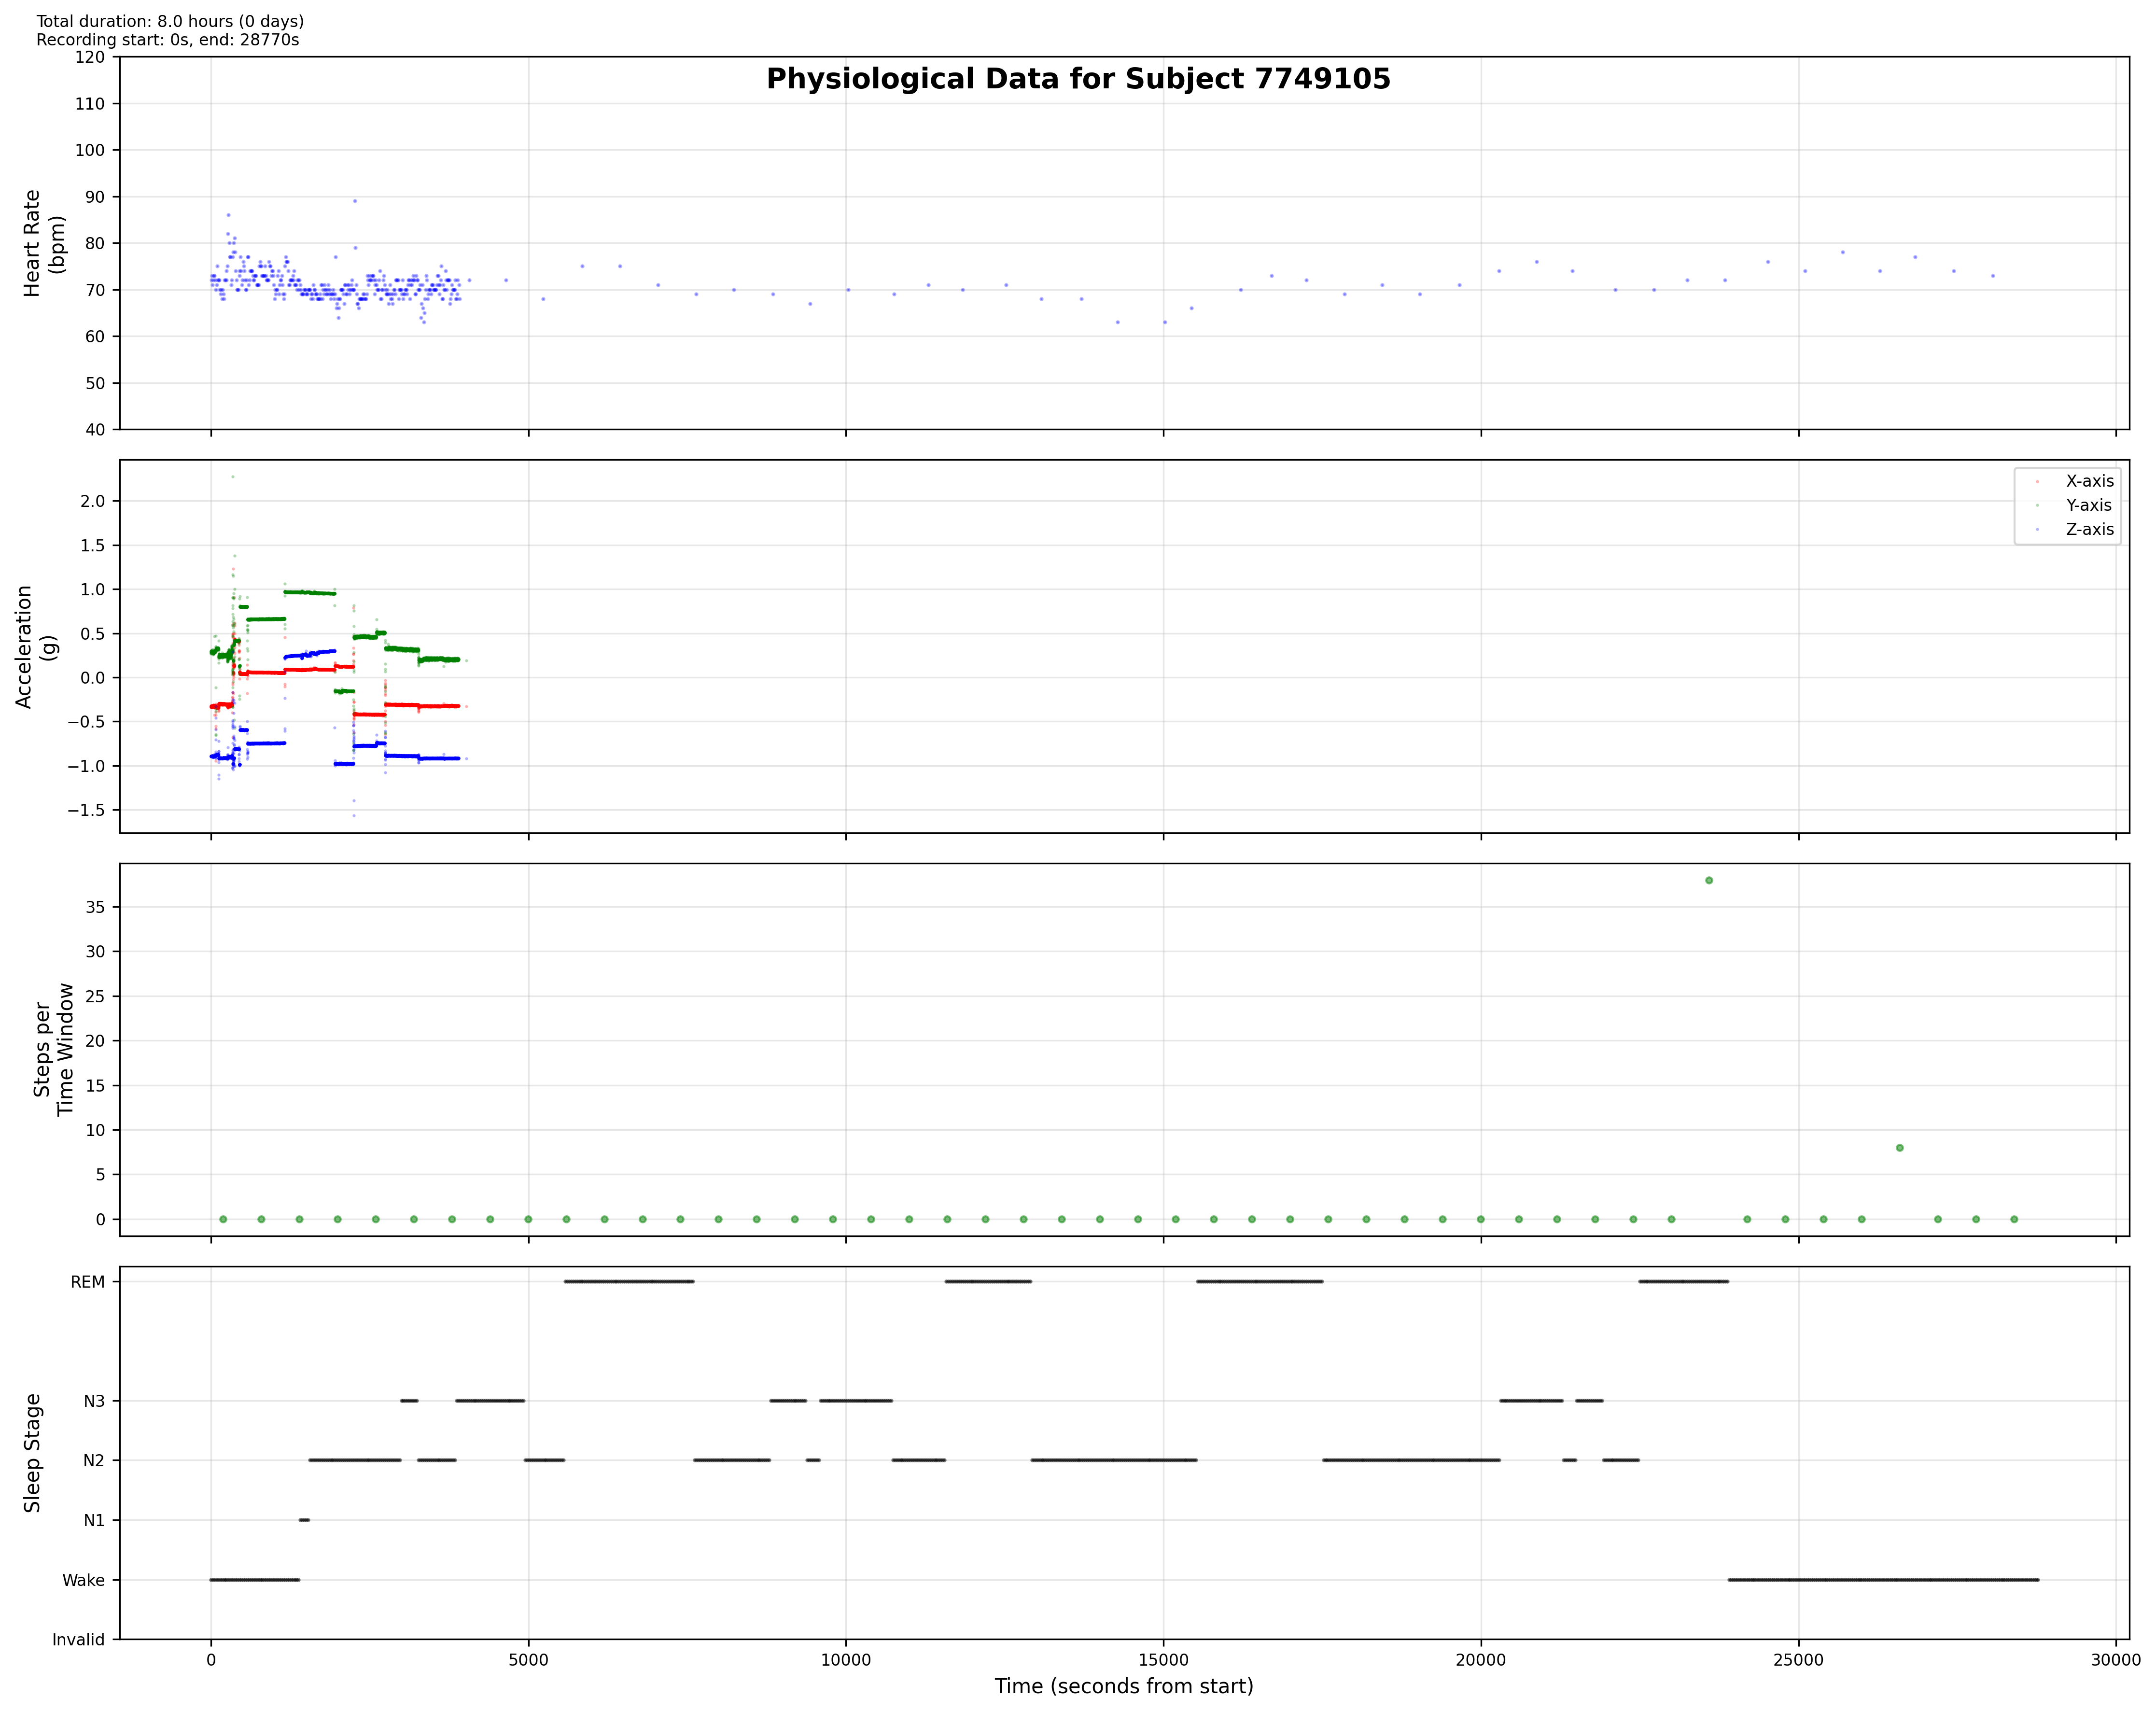 Total duration: 8.0 hours (0 days)
Recording start: 0s, end: 28770s
Physiological Data for Subject 7749105
120
110
100
90
80
70
60
50
40
Heart Rate
(bpm)
2.0
1.5
1.0
0.5
0.0
−0.5
−1.0
−1.5
Acceleration
(g)
X-axis
Y-axis
Z-axis
35
30
25
20
15
10
5
0
Steps per
Time Window
REM
N3
N2
N1
Wake
Invalid
Sleep Stage
0 5000 10000 15000 20000 25000 30000
Time (seconds from start)